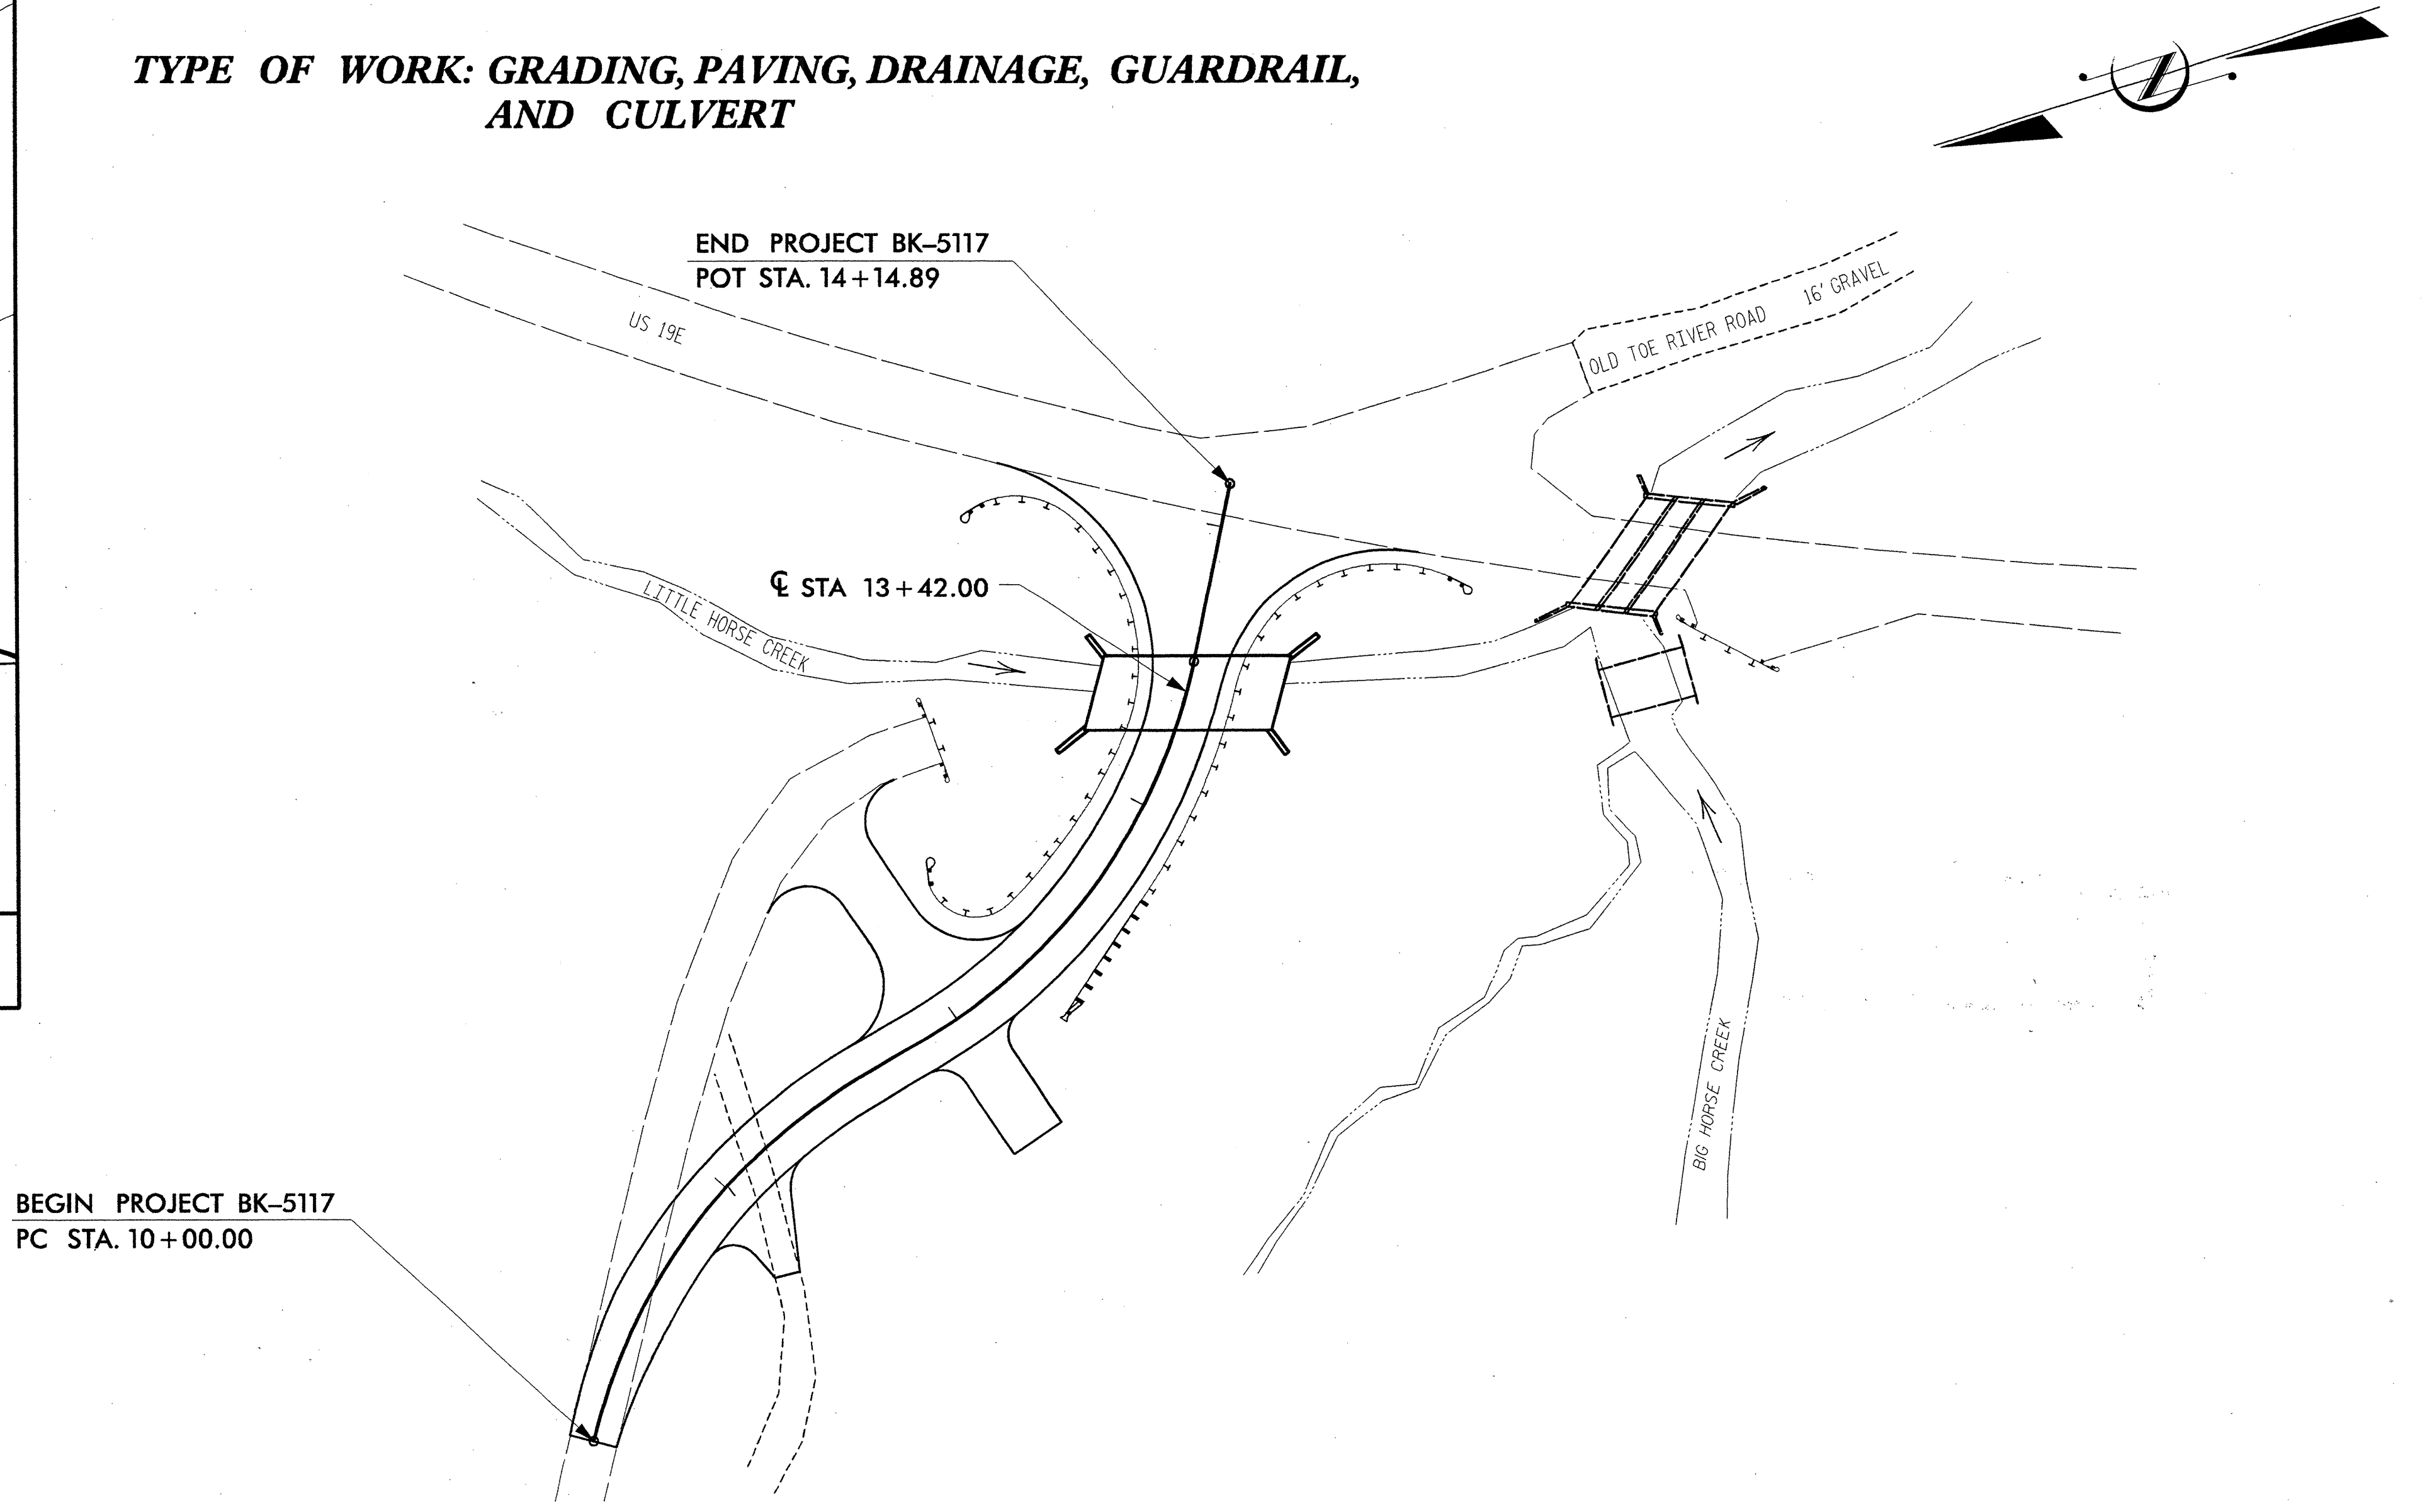 TYPE OF WORK: GRADING, PAVING, DRAINAGE, GUARDRAIL,
AND CULVERT
END PROJECT BK-5117
POT STA. 14+14.89
16' GRAVEL
OLD TOE RIVER ROAD
US 19E
℄ STA 13+42.00
LITTLE HORSE CREEK
BIG HORSE CREEK
BEGIN PROJECT BK-5117
PC STA. 10+00.00